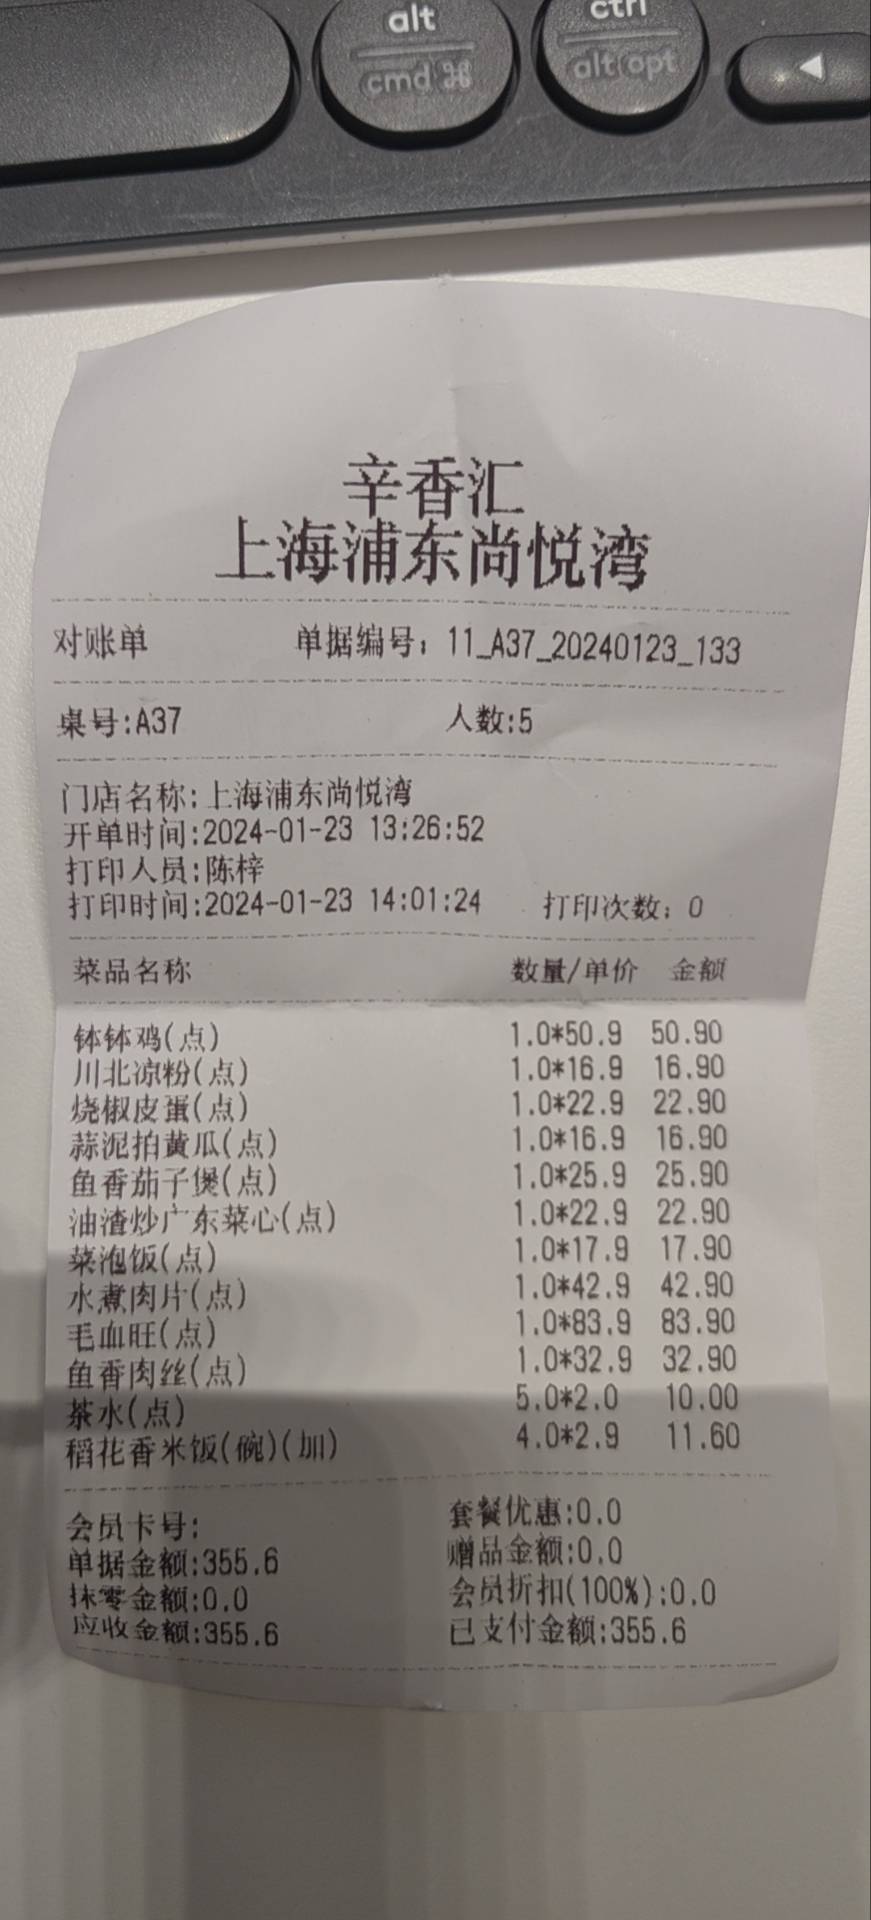 alt
cmd ⌘
ctrl
alt opt
辛香汇
上海浦东尚悦湾
对账单 单据编号：11_A37_20240123_133
桌号:A37 人数:5
门店名称:上海浦东尚悦湾
开单时间:2024-01-23 13:26:52
打印人员:陈梓
打印时间:2024-01-23 14:01:24 打印次数：0
菜品名称 数量/单价 金额
钵钵鸡(点) 1.0*50.9 50.90
川北凉粉(点) 1.0*16.9 16.90
烧椒皮蛋(点) 1.0*22.9 22.90
蒜泥拍黄瓜(点) 1.0*16.9 16.90
鱼香茄子煲(点) 1.0*25.9 25.90
油渣炒广东菜心(点) 1.0*22.9 22.90
菜泡饭(点) 1.0*17.9 17.90
水煮肉片(点) 1.0*42.9 42.90
毛血旺(点) 1.0*83.9 83.90
鱼香肉丝(点) 1.0*32.9 32.90
茶水(点) 5.0*2.0 10.00
稻花香米饭(碗)(加) 4.0*2.9 11.60
会员卡号: 套餐优惠:0.0
单据金额:355.6 赠品金额:0.0
抹零金额:0.0 会员折扣(100%):0.0
应收金额:355.6 已支付金额:355.6